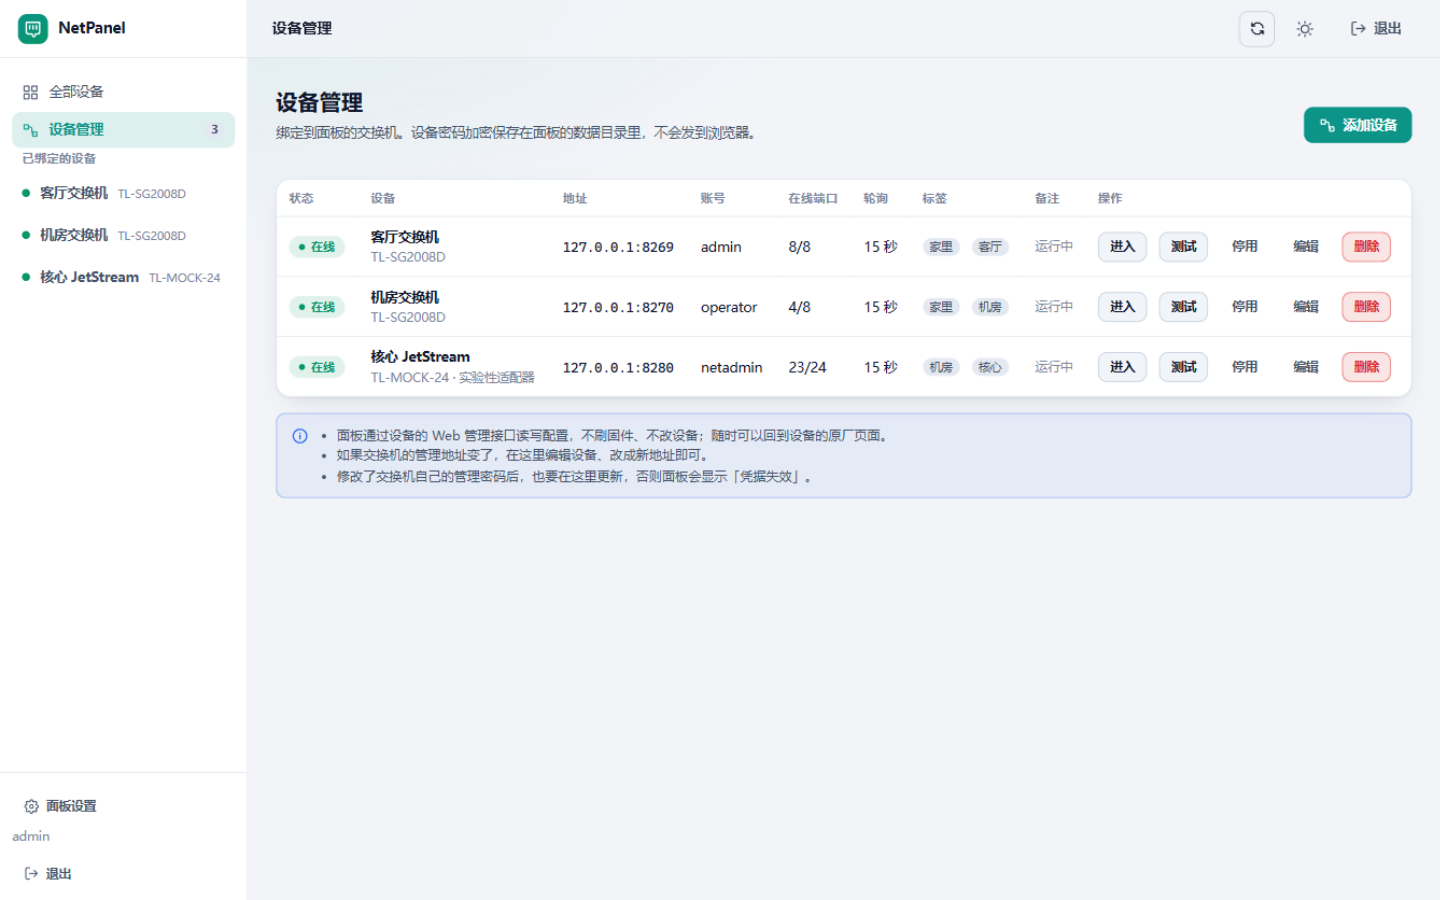 NetPanel
设备管理
退出
全部设备
设备管理 3
已绑定的设备
客厅交换机 TL-SG2008D
机房交换机 TL-SG2008D
核心 JetStream TL-MOCK-24
面板设置
admin
退出
设备管理
绑定到面板的交换机。设备密码加密保存在面板的数据目录里，不会发到浏览器。
添加设备
状态 设备 地址 账号 在线端口 轮询 标签 备注 操作
在线 客厅交换机 127.0.0.1:8269 admin 8/8 15 秒 家里 客厅 运行中 进入 测试 停用 编辑 删除
TL-SG2008D
在线 机房交换机 127.0.0.1:8270 operator 4/8 15 秒 家里 机房 运行中 进入 测试 停用 编辑 删除
TL-SG2008D
在线 核心 JetStream 127.0.0.1:8280 netadmin 23/24 15 秒 机房 核心 运行中 进入 测试 停用 编辑 删除
TL-MOCK-24 · 实验性适配器
• 面板通过设备的 Web 管理接口读写配置，不刷固件、不改设备；随时可以回到设备的原厂页面。
• 如果交换机的管理地址变了，在这里编辑设备、改成新地址即可。
• 修改了交换机自己的管理密码后，也要在这里更新，否则面板会显示「凭据失效」。